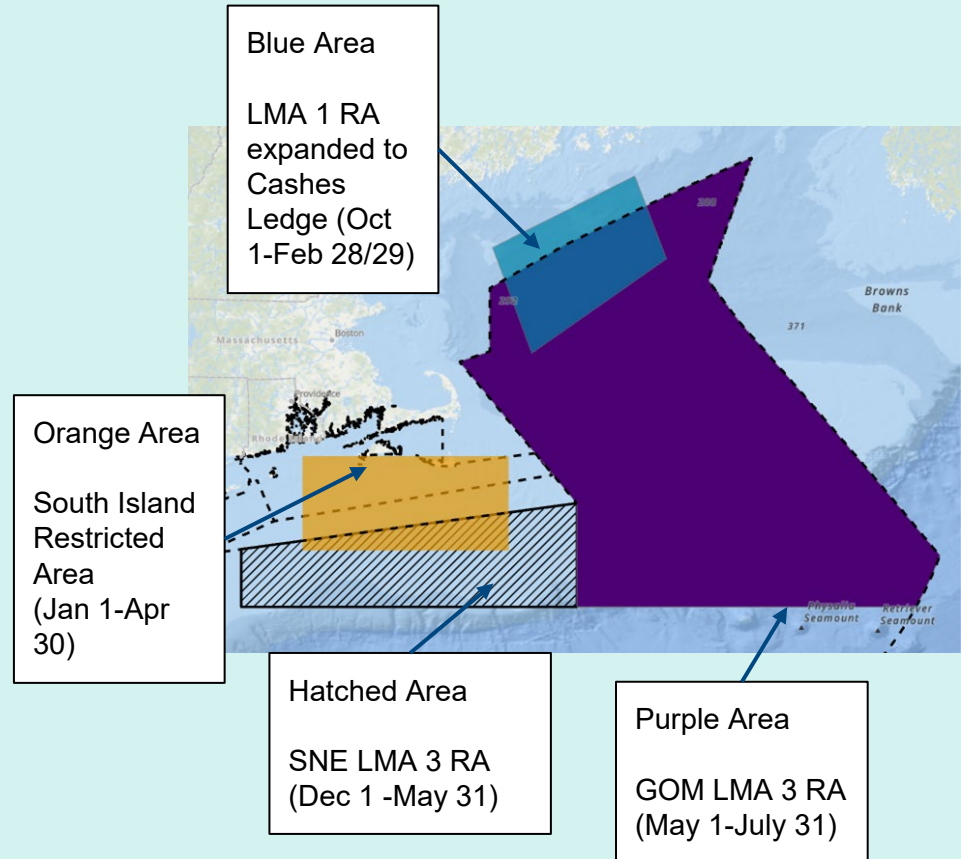 Blue Area
LMA 1 RA
expanded to
Cashes
Ledge (Oct
1-Feb 28/29)
Browns
Bank
371
Massachusetts
Boston
Providence
Orange Area
South Island
Restricted
Area
(Jan 1-Apr
30)
Physalia
Seamount
Retriever
Seamount
Hatched Area
SNE LMA 3 RA
(Dec 1 -May 31)
Purple Area
GOM LMA 3 RA
(May 1-July 31)